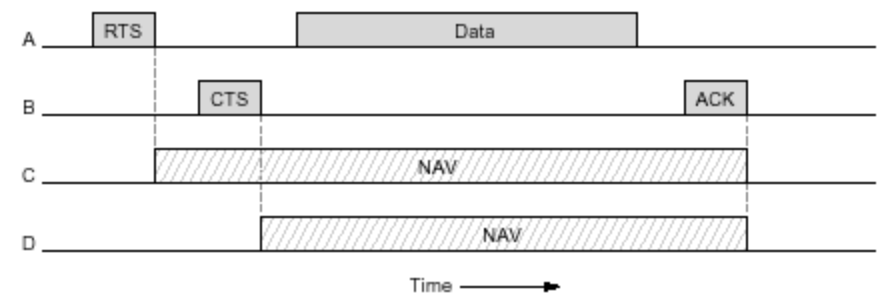 A RTS Data
B CTS ACK
C NAV
D NAV
Time